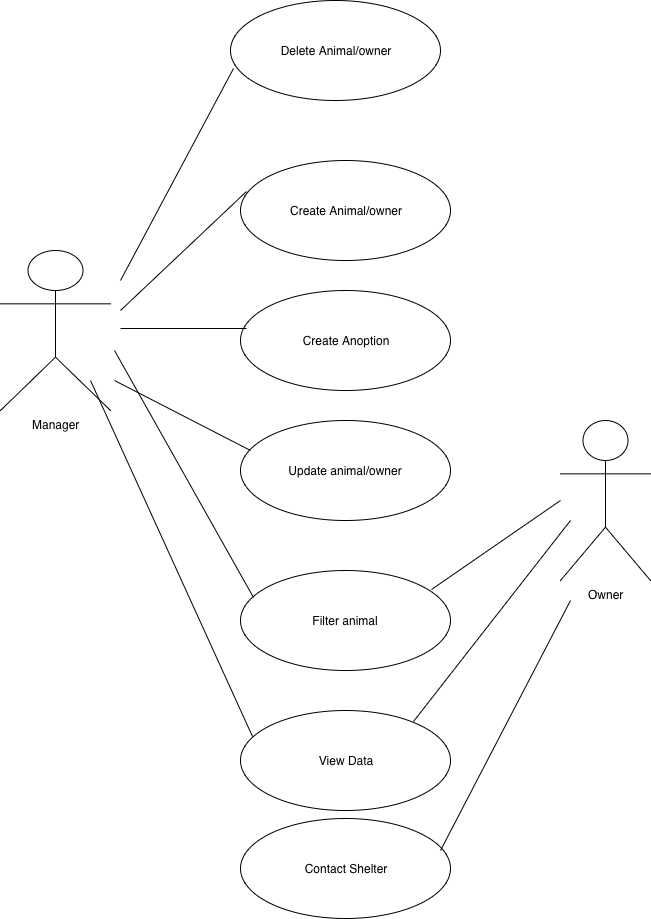 Delete Animal/owner
Create Animal/owner
Create Anoption
Manager
Update animal/owner
Owner
Filter animal
View Data
Contact Shelter